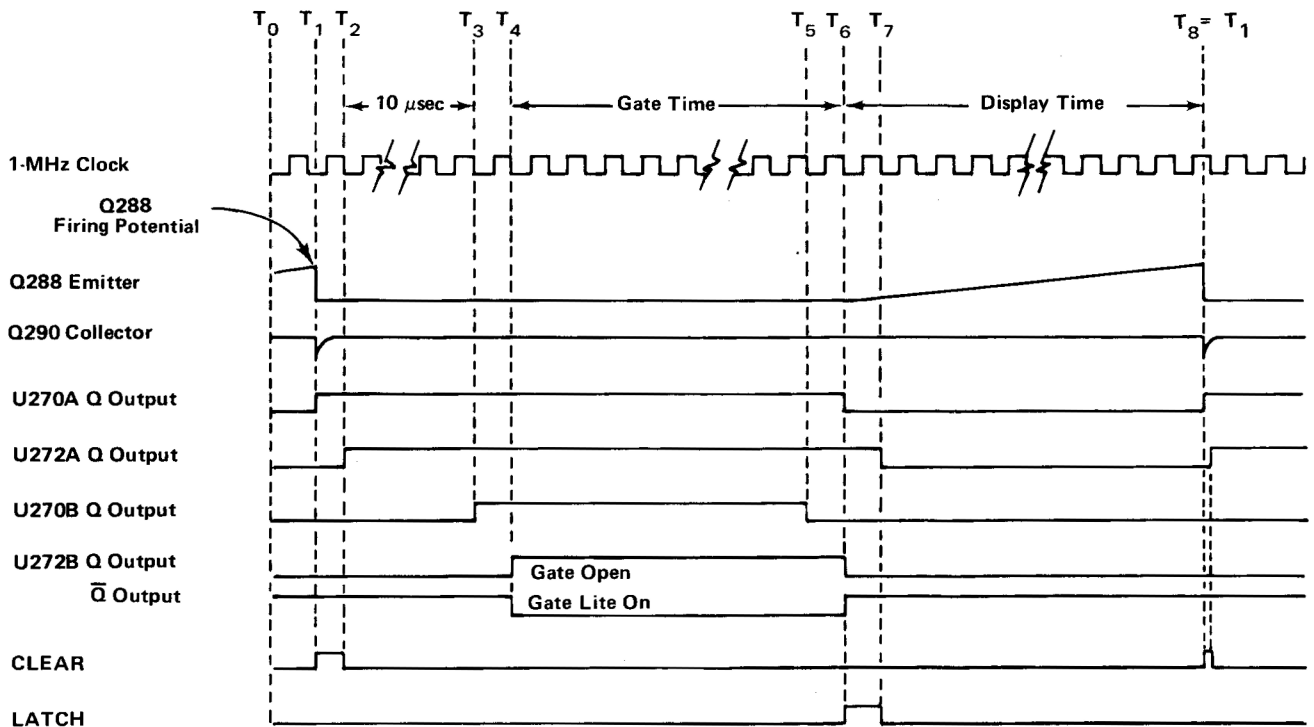 T0 T1 T2 T3 T4 T5 T6 T7 T8 = T1
10 µsec Gate Time Display Time
1-MHz Clock
Q288
Firing Potential
Q288 Emitter
Q290 Collector
U270A Q Output
U272A Q Output
U270B Q Output
U272B Q Output
Gate Open
Q̅ Output
Gate Lite On
CLEAR
LATCH